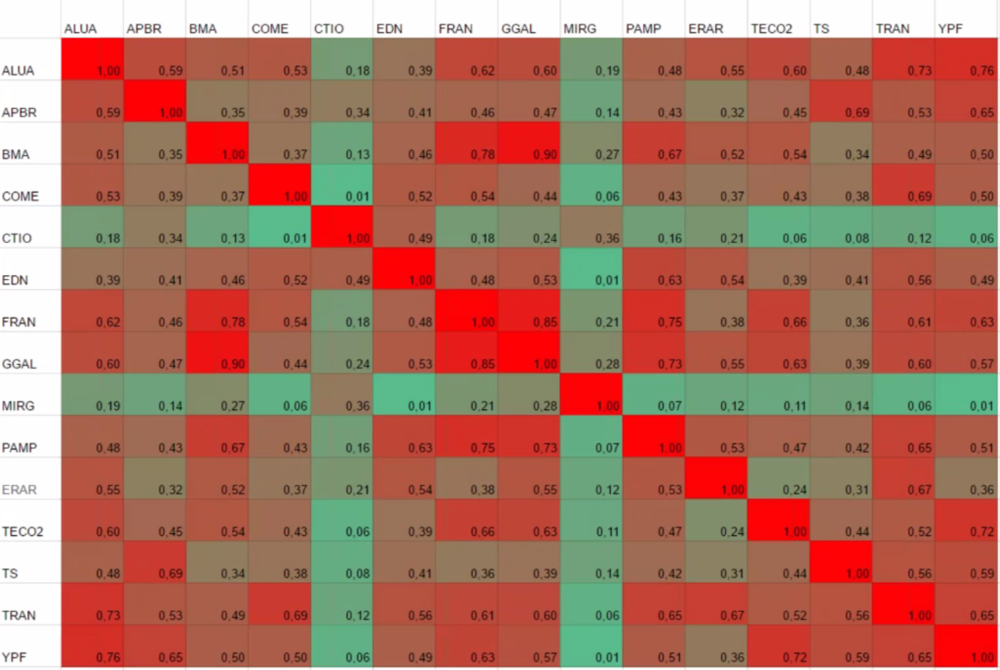 ALUA APBR BMA COME CTIO EDN FRAN GGAL MIRG PAMP ERAR TECO2 TS TRAN YPF
ALUA 1,00 0,59 0,51 0,53 0,18 0,39 0,62 0,60 0,19 0,48 0,55 0,60 0,48 0,73 0,76
APBR 0,59 1,00 0,35 0,39 0,34 0,41 0,46 0,47 0,14 0,43 0,32 0,45 0,69 0,53 0,65
BMA 0,51 0,35 1,00 0,37 0,13 0,46 0,78 0,90 0,27 0,67 0,52 0,54 0,34 0,49 0,50
COME 0,53 0,39 0,37 1,00 0,01 0,52 0,54 0,44 0,06 0,43 0,37 0,43 0,38 0,69 0,50
CTIO 0,18 0,34 0,13 0,01 1,00 0,49 0,18 0,24 0,36 0,16 0,21 0,06 0,08 0,12 0,06
EDN 0,39 0,41 0,46 0,52 0,49 1,00 0,48 0,53 0,01 0,63 0,54 0,39 0,41 0,56 0,49
FRAN 0,62 0,46 0,78 0,54 0,18 0,48 1,00 0,85 0,21 0,75 0,38 0,66 0,36 0,61 0,63
GGAL 0,60 0,47 0,90 0,44 0,24 0,53 0,85 1,00 0,28 0,73 0,55 0,63 0,39 0,60 0,57
MIRG 0,19 0,14 0,27 0,06 0,36 0,01 0,21 0,28 1,00 0,07 0,12 0,11 0,14 0,06 0,01
PAMP 0,48 0,43 0,67 0,43 0,16 0,63 0,75 0,73 0,07 1,00 0,53 0,47 0,42 0,65 0,51
ERAR 0,55 0,32 0,52 0,37 0,21 0,54 0,38 0,55 0,12 0,53 1,00 0,24 0,31 0,67 0,36
TECO2 0,60 0,45 0,54 0,43 0,06 0,39 0,66 0,63 0,11 0,47 0,24 1,00 0,44 0,52 0,72
TS 0,48 0,69 0,34 0,38 0,08 0,41 0,36 0,39 0,14 0,42 0,31 0,44 1,00 0,56 0,59
TRAN 0,73 0,53 0,49 0,69 0,12 0,56 0,61 0,60 0,06 0,65 0,67 0,52 0,56 1,00 0,65
YPF 0,76 0,65 0,50 0,50 0,06 0,49 0,63 0,57 0,01 0,51 0,36 0,72 0,59 0,65 1,00